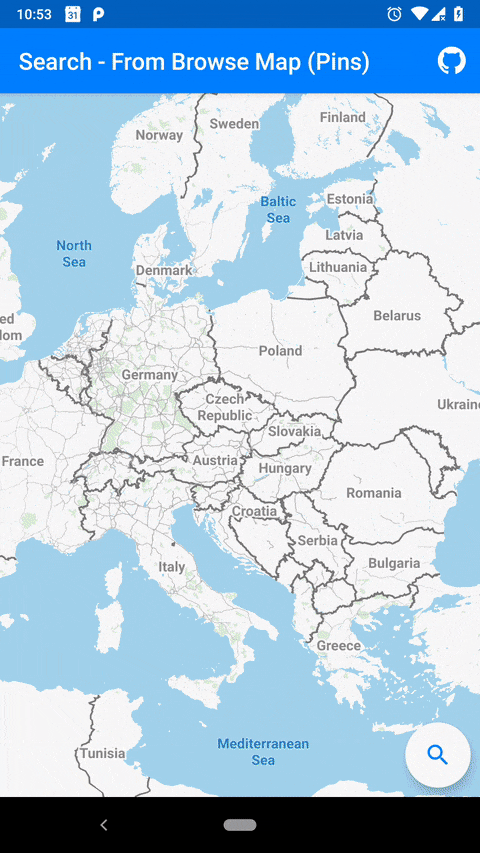 10:53
31
Search - From Browse Map (Pins)
Finland
Sweden
Norway
Estonia
Baltic
Sea
Latvia
North
Sea
Denmark
Lithuania
Belarus
ed
dom
Poland
Germany
Czech
Republic
Ukraine
Slovakia
France
Austria
Hungary
Romania
Croatia
Serbia
Italy
Bulgaria
Greece
Mediterranean
Sea
Tunisia